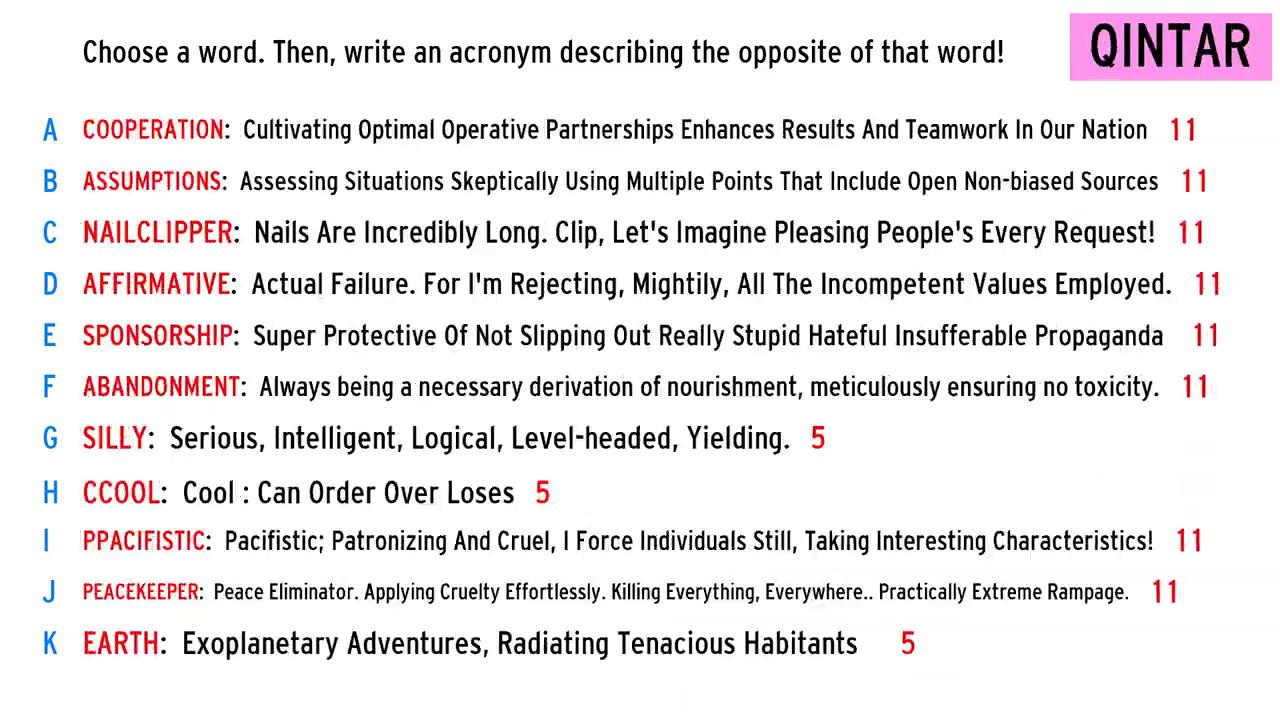 Choose a word. Then, write an acronym describing the opposite of that word!
QINTAR
A COOPERATION: Cultivating Optimal Operative Partnerships Enhances Results And Teamwork In Our Nation 11
B ASSUMPTIONS: Assessing Situations Skeptically Using Multiple Points That Include Open Non-biased Sources 11
C NAILCLIPPER: Nails Are Incredibly Long. Clip, Let's Imagine Pleasing People's Every Request! 11
D AFFIRMATIVE: Actual Failure. For I'm Rejecting, Mightily, All The Incompetent Values Employed. 11
E SPONSORSHIP: Super Protective Of Not Slipping Out Really Stupid Hateful Insufferable Propaganda 11
F ABANDONMENT: Always being a necessary derivation of nourishment, meticulously ensuring no toxicity. 11
G SILLY: Serious, Intelligent, Logical, Level-headed, Yielding. 5
H CCOOL: Cool : Can Order Over Loses 5
I PPACIFISTIC: Pacifistic; Patronizing And Cruel, I Force Individuals Still, Taking Interesting Characteristics! 11
J PEACEKEEPER: Peace Eliminator. Applying Cruelty Effortlessly. Killing Everything, Everywhere.. Practically Extreme Rampage. 11
K EARTH: Exoplanetary Adventures, Radiating Tenacious Habitants 5